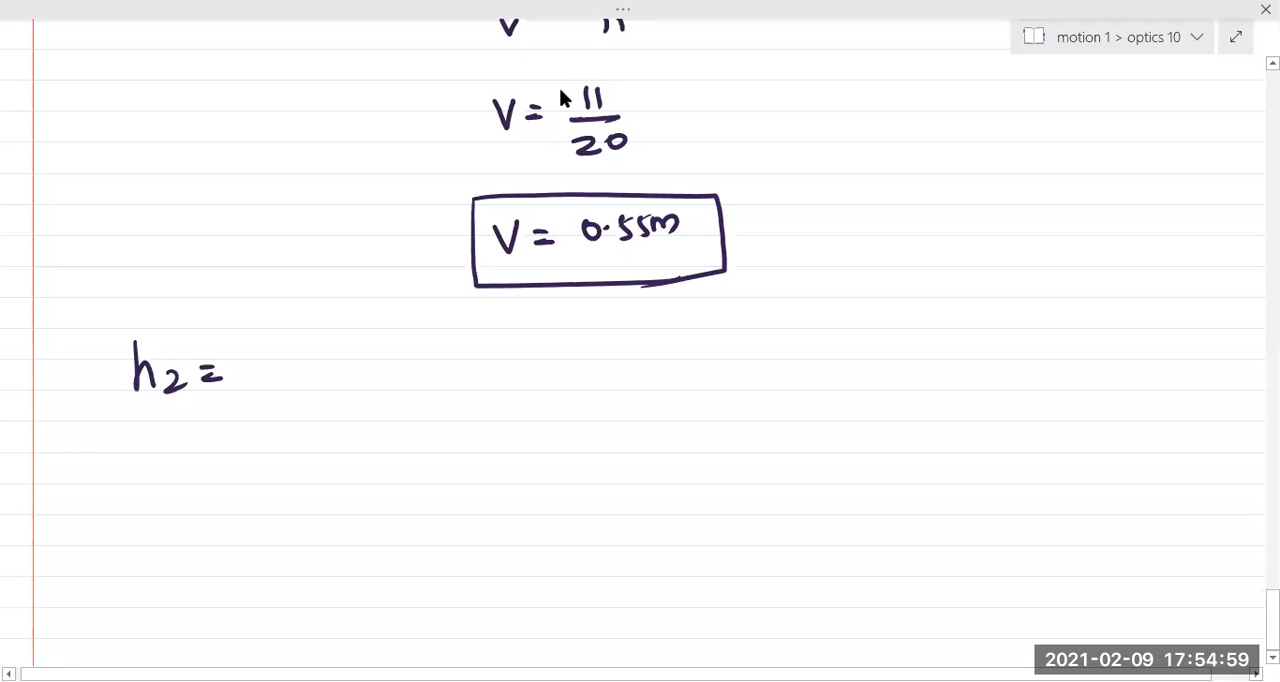 ...
motion 1 > optics 10
V = 11/20
V = 0.55m
h2 =
2021-02-09 17:54:59